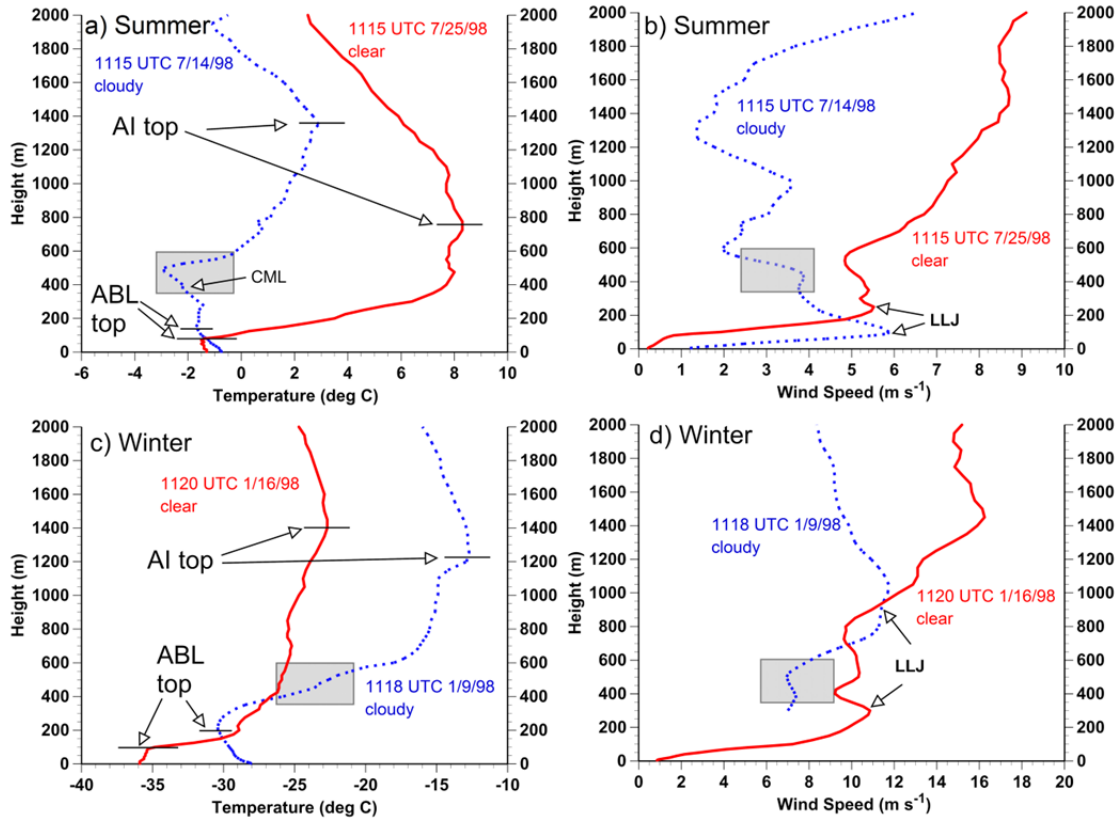 a) Summer
1115 UTC 7/25/98
clear
1115 UTC 7/14/98
cloudy
AI top
CML
ABL
top
Height (m)
2000
1800
1600
1400
1200
1000
800
600
400
200
0
2000
1800
1600
1400
1200
1000
800
600
400
200
0
-6 -4 -2 0 2 4 6 8 10
Temperature (deg C)
b) Summer
1115 UTC 7/14/98
cloudy
1115 UTC 7/25/98
clear
LLJ
Height (m)
2000
1800
1600
1400
1200
1000
800
600
400
200
0
2000
1800
1600
1400
1200
1000
800
600
400
200
0
0 1 2 3 4 5 6 7 8 9 10
Wind Speed (m s-1)
c) Winter
1120 UTC 1/16/98
clear
AI top
ABL
top
1118 UTC 1/9/98
cloudy
Height (m)
2000
1800
1600
1400
1200
1000
800
600
400
200
0
2000
1800
1600
1400
1200
1000
800
600
400
200
0
-40 -35 -30 -25 -20 -15 -10
Temperature (deg C)
d) Winter
1118 UTC 1/9/98
cloudy
1120 UTC 1/16/98
clear
LLJ
Height (m)
2000
1800
1600
1400
1200
1000
800
600
400
200
0
2000
1800
1600
1400
1200
1000
800
600
400
200
0
0 2 4 6 8 10 12 14 16 18 20
Wind Speed (m s-1)